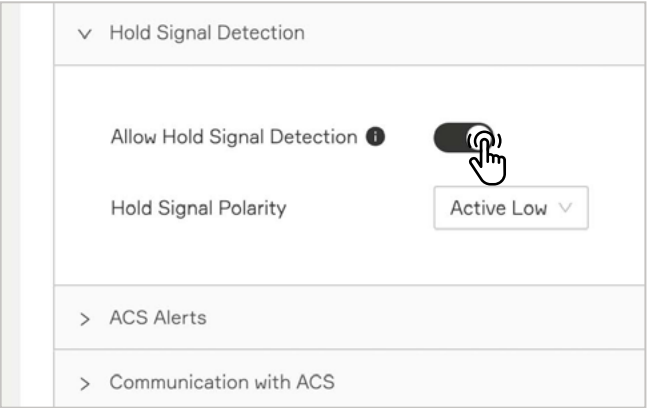 Hold Signal Detection
Allow Hold Signal Detection
Hold Signal Polarity Active Low
ACS Alerts
Communication with ACS